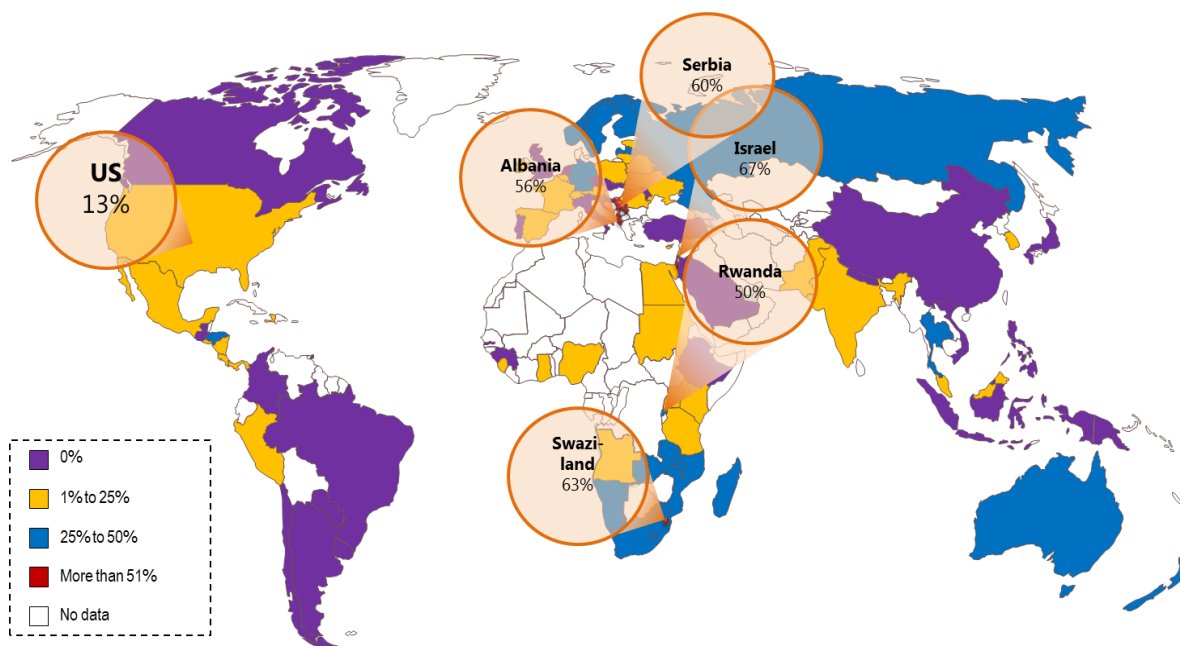 Serbia
60%
Israel
67%
Albania
56%
US
13%
Rwanda
50%
Swazi-
land
63%
0%
1% to 25%
25% to 50%
More than 51%
No data